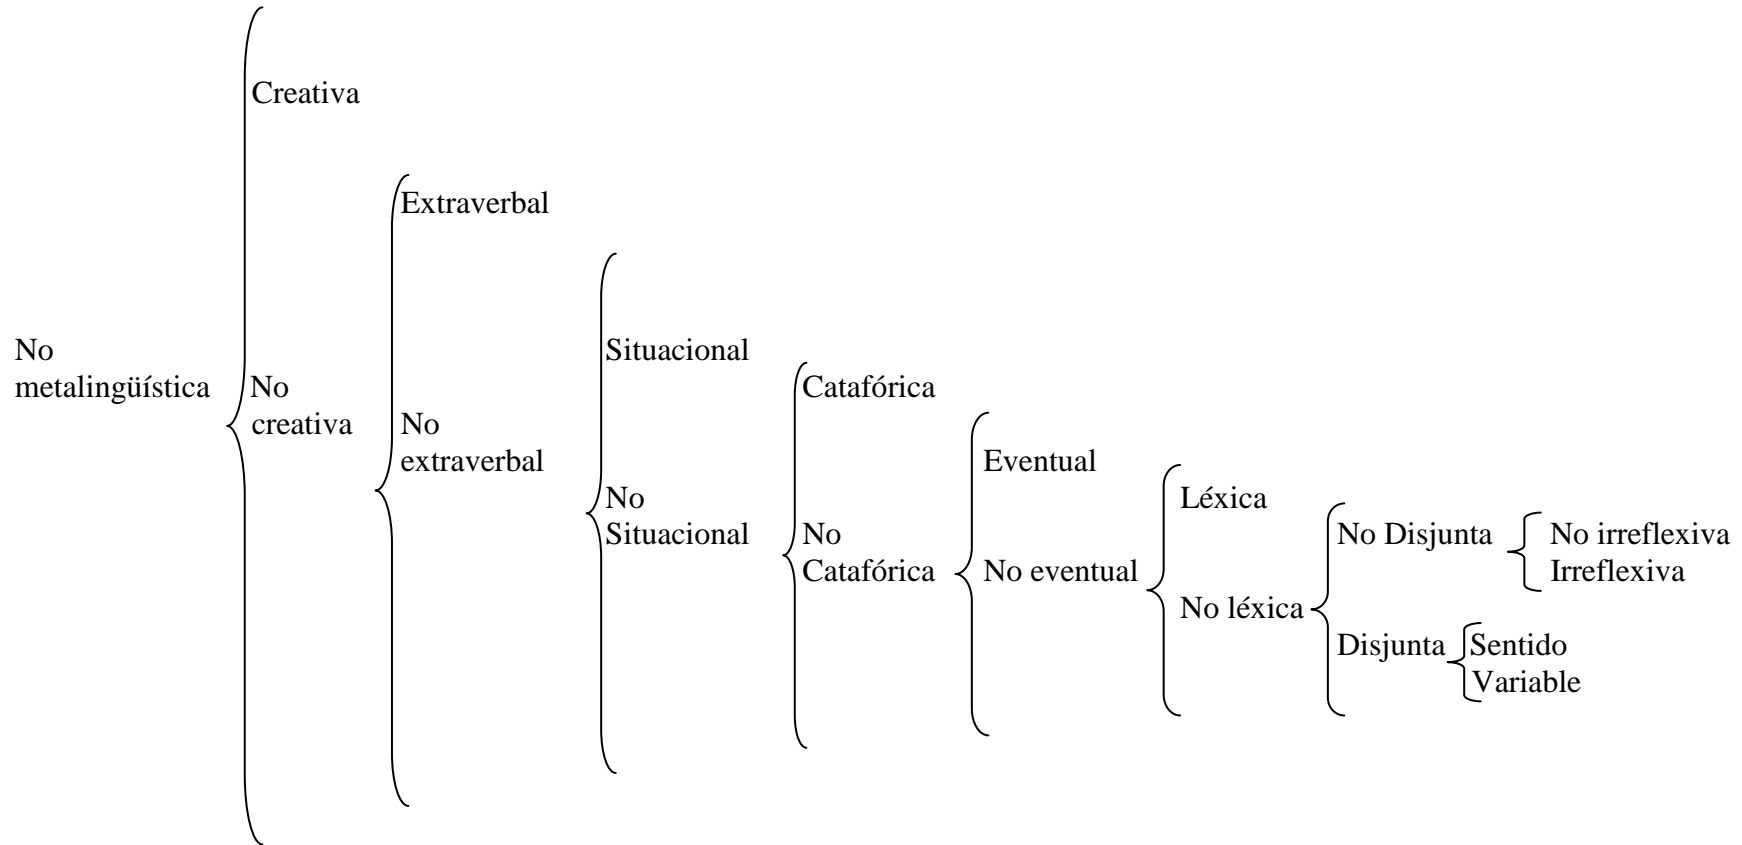 Creativa
Extraverbal
No
metalingüística
Situacional
No
creativa
Catafórica
No
extraverbal
Eventual
No
Situacional
Léxica
No
Catafórica
No Disjunta
No irreflexiva
Irreflexiva
No eventual
No léxica
Disjunta
Sentido
Variable